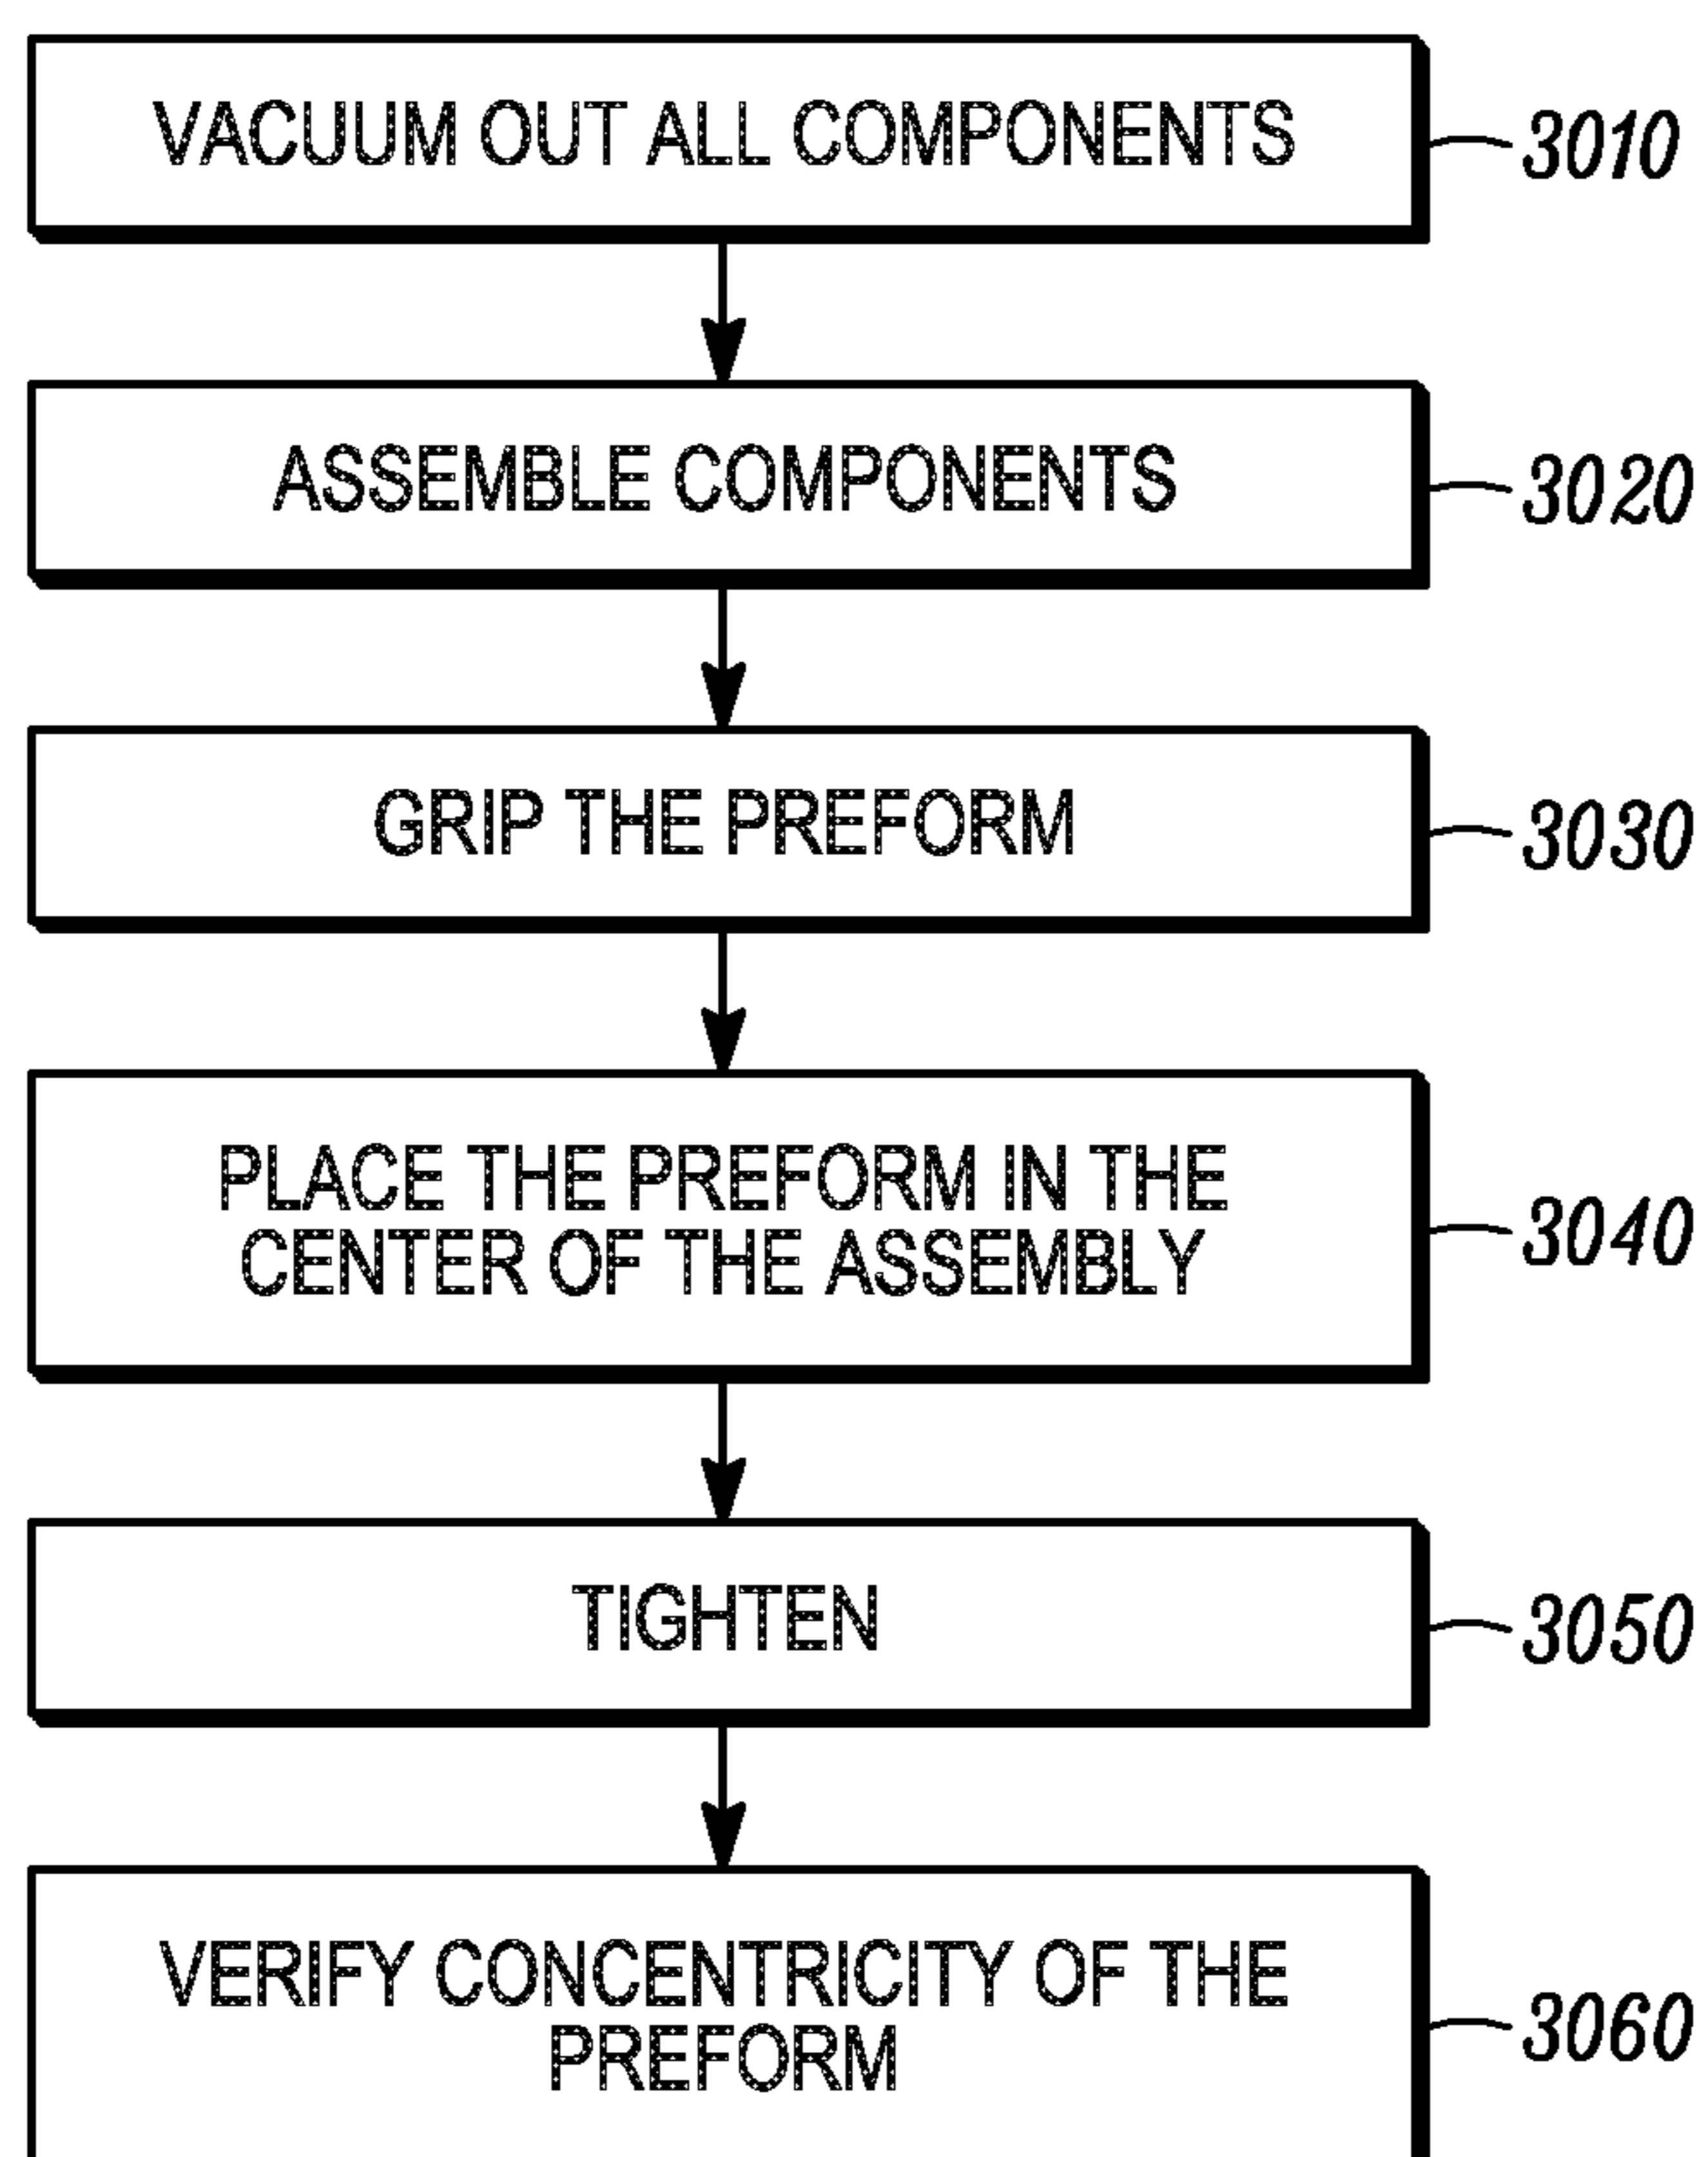 VACUUM OUT ALL COMPONENTS 3010
ASSEMBLE COMPONENTS 3020
GRIP THE PREFORM 3030
PLACE THE PREFORM IN THE
CENTER OF THE ASSEMBLY 3040
TIGHTEN 3050
VERIFY CONCENTRICITY OF THE
PREFORM 3060